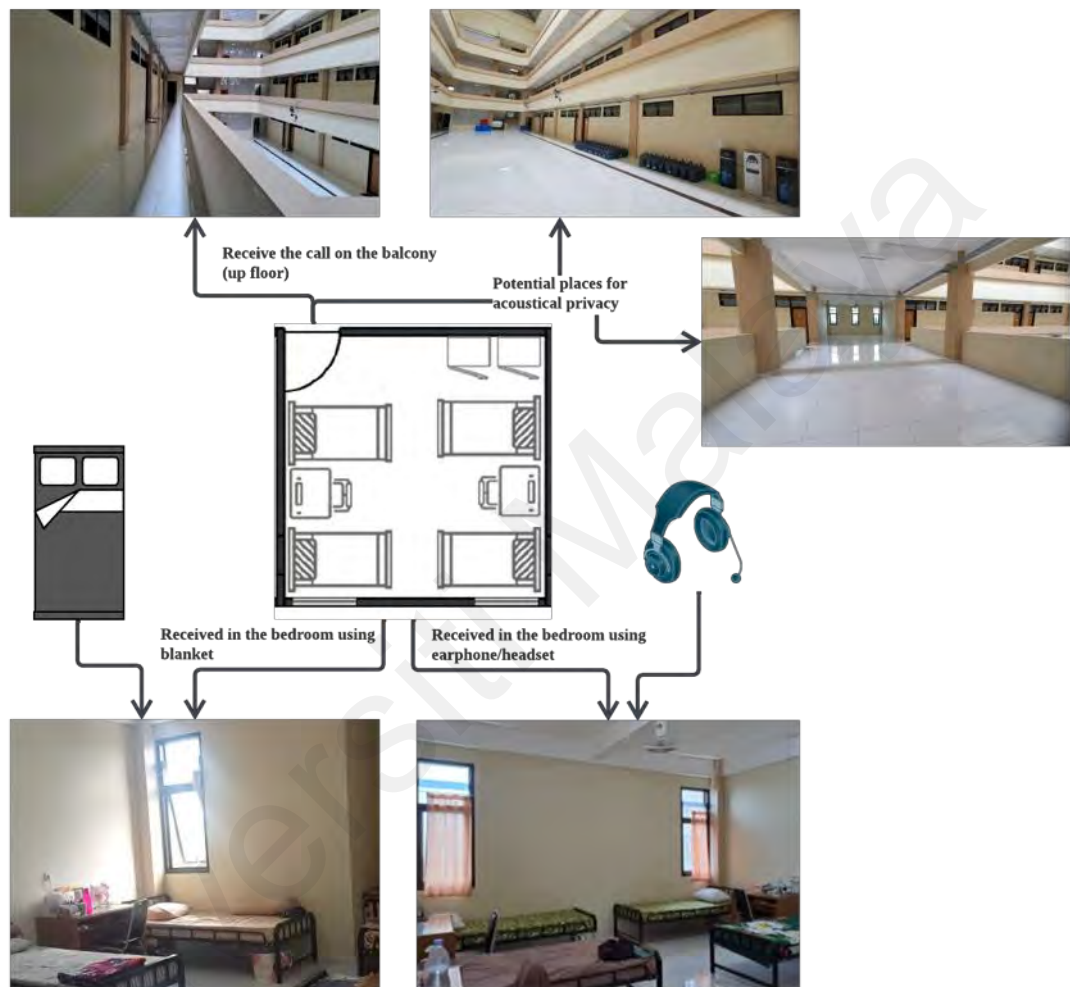 Receive the call on the balcony
(up floor)
Potential places for
acoustical privacy
Received in the bedroom using
blanket
Received in the bedroom using
earphone/headset